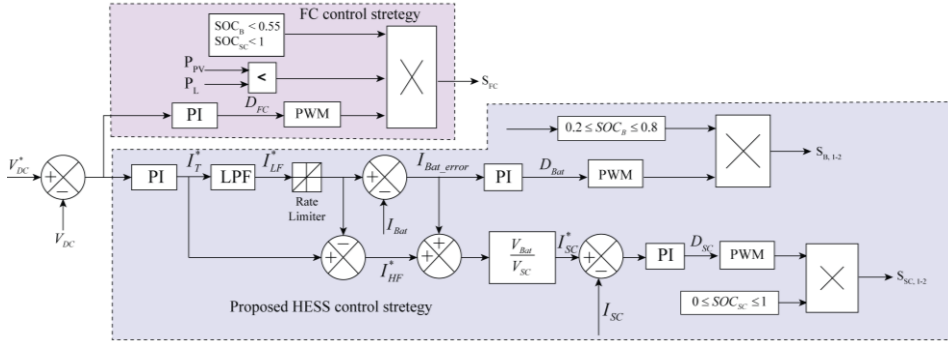 FC control stretegy
SOC_B < 0.55
SOC_SC < 1
P_PV
P_L
<
S_FC
PI
D_FC
PWM
V*_DC
+
−
V_DC
PI
I*_T
LPF
I*_LF
Rate
Limiter
+
−
I_Bat
I_Bat_error
PI
D_Bat
PWM
0.2 ≤ SOC_B ≤ 0.8
S_B, 1-2
−
+
I*_HF
+
+
V_Bat
V_SC
I*_SC
+
−
I_SC
PI
D_SC
PWM
0 ≤ SOC_SC ≤ 1
S_SC, 1-2
Proposed HESS control stretegy